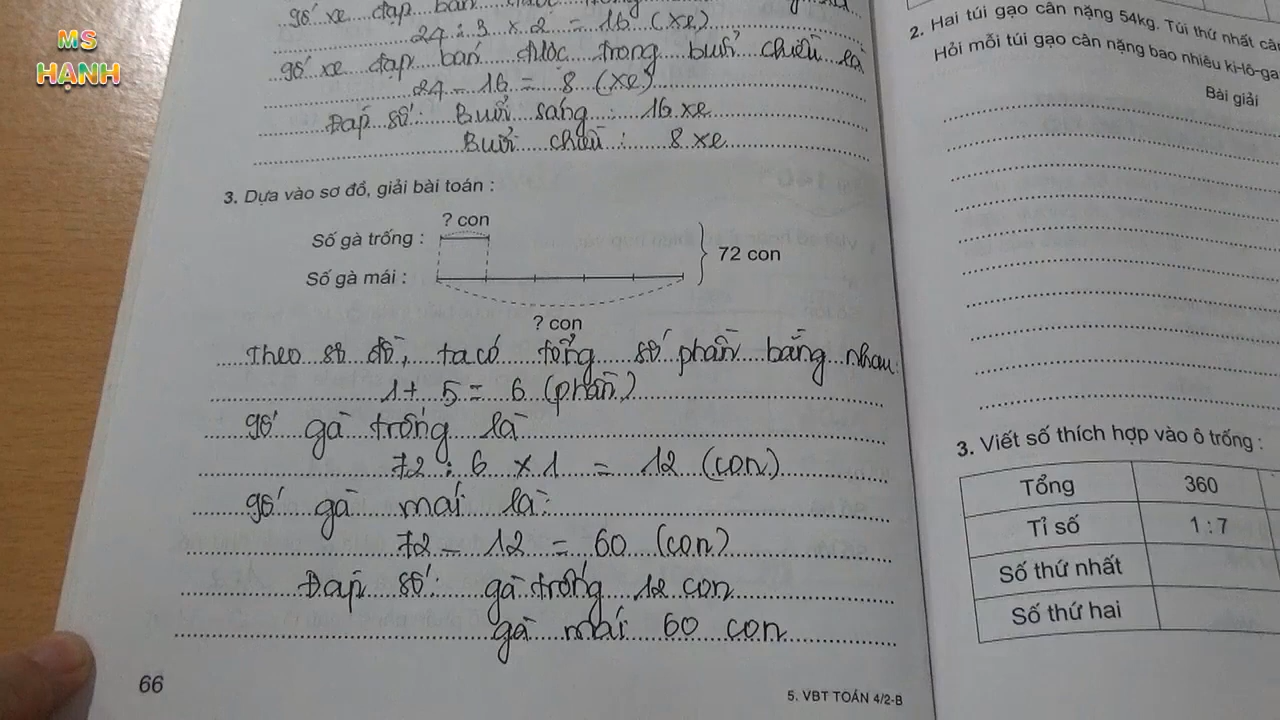 MS
HẠNH
số xe đạp bán được
24 : 3 x 2 = 16 (xe)
số xe đạp bán được trong buổi chiều là
24 - 16 = 8 (xe)
Đáp số: Buổi sáng : 16 xe
Buổi chiều : 8 xe
3. Dựa vào sơ đồ, giải bài toán :
? con
Số gà trống :
72 con
Số gà mái :
? con
Theo sơ đồ, ta có tổng số phần bằng nhau:
1 + 5 = 6 (phần)
số gà trống là
72 : 6 x 1 = 12 (con)
số gà mái là:
72 - 12 = 60 (con)
Đáp số: gà trống 12 con
gà mái 60 con
66
5. VBT TOÁN 4/2-B
2. Hai túi gạo cân nặng 54kg. Túi thứ nhất
Hỏi mỗi túi gạo cân nặng bao nhiêu ki-lô-ga
Bài giải
3. Viết số thích hợp vào ô trống :
Tổng 360
Tỉ số 1 : 7
Số thứ nhất
Số thứ hai